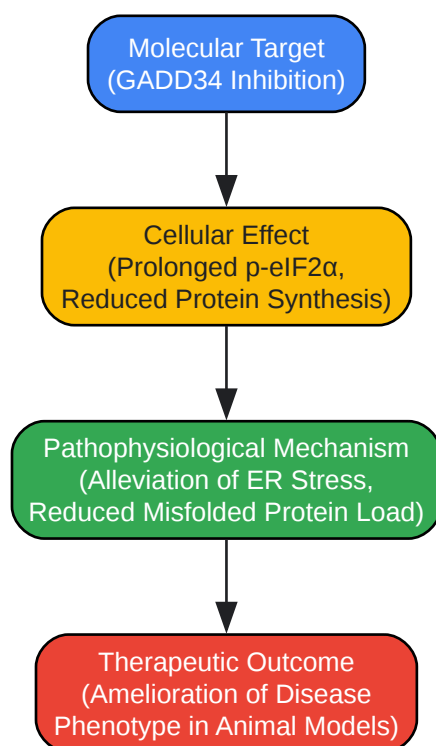 Molecular Target
(GADD34 Inhibition)
Cellular Effect
(Prolonged p-eIF2α,
Reduced Protein Synthesis)
Pathophysiological Mechanism
(Alleviation of ER Stress,
Reduced Misfolded Protein Load)
Therapeutic Outcome
(Amelioration of Disease
Phenotype in Animal Models)